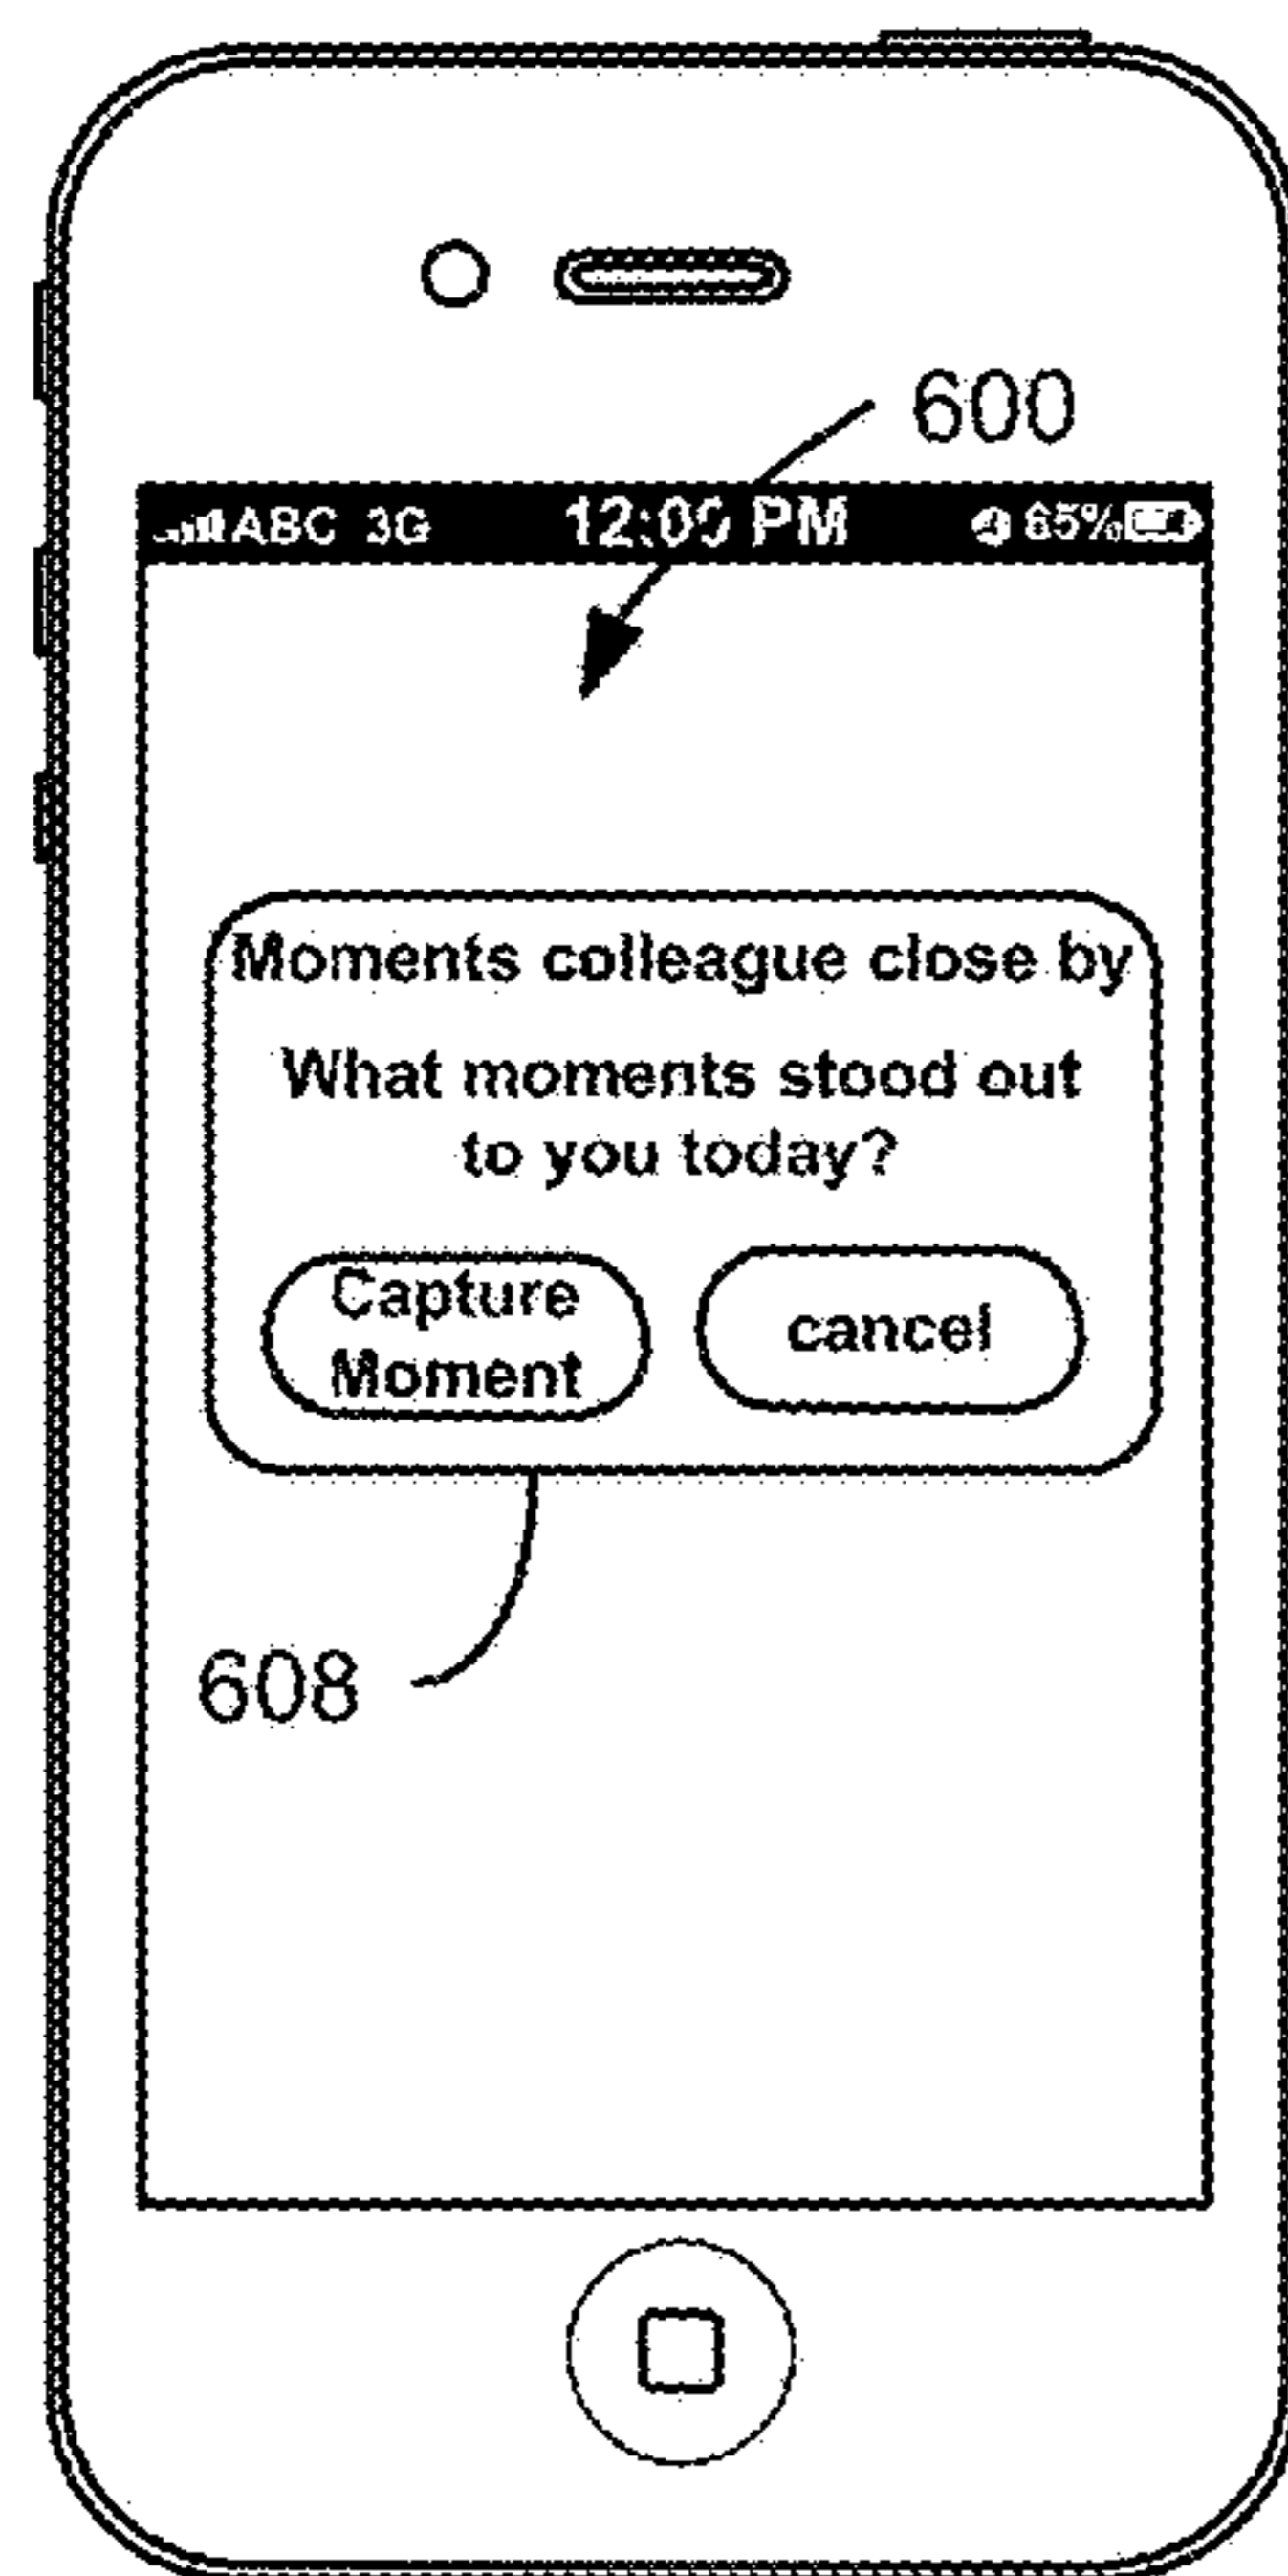 600
ABC 3G 12:00 PM 65%
Moments colleague close by
What moments stood out
to you today?
Capture
Moment
cancel
608